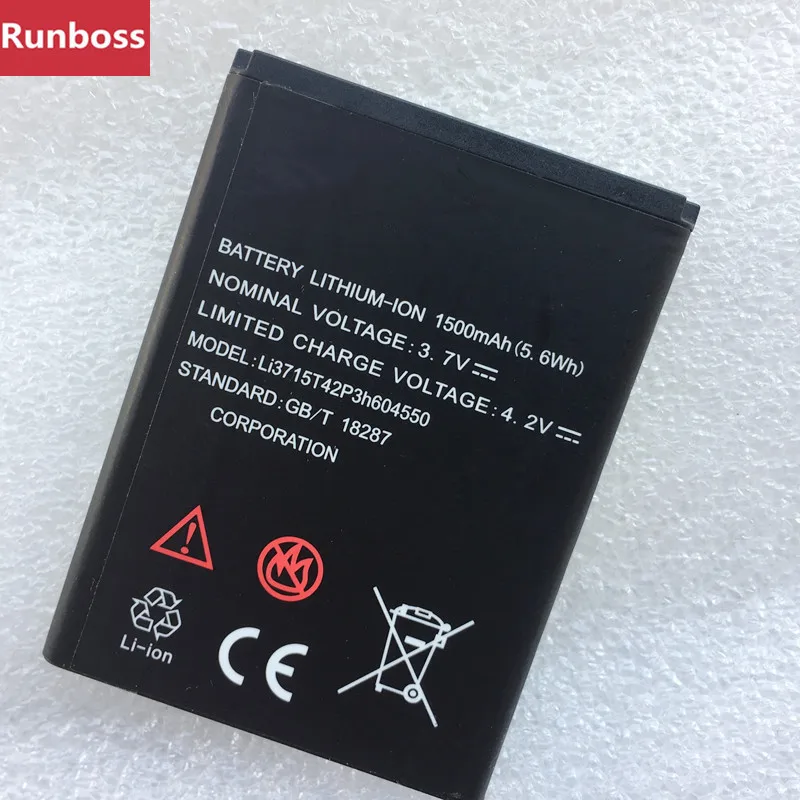 Runboss
BATTERY LITHIUM-ION 1500mAh(5.6Wh)
NOMINAL VOLTAGE:3.7V
LIMITED CHARGE VOLTAGE:4.2V
MODEL:Li3715T42P3h604550
STANDARD:GB/T 18287
CORPORATION
Li-ion
CE